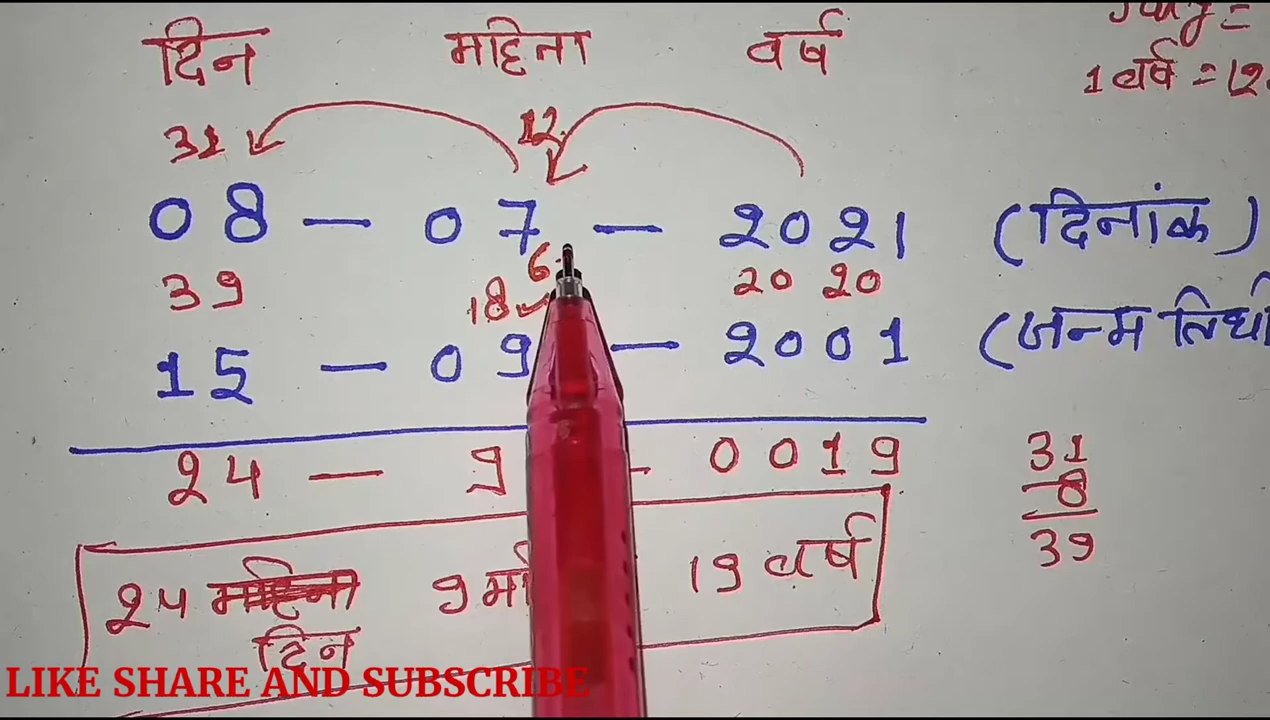 दिन महिना वर्ष
1 वर्ष = 12
31 12
08 — 07 — 2021 (दिनांक)
39 18 6 20 20
15 — 09 — 2001 (जन्म तिथी
24 — 9 — 0019
31
8
39
24 महिना 9 19 वर्ष
दिन
LIKE SHARE AND SUBSCRIBE